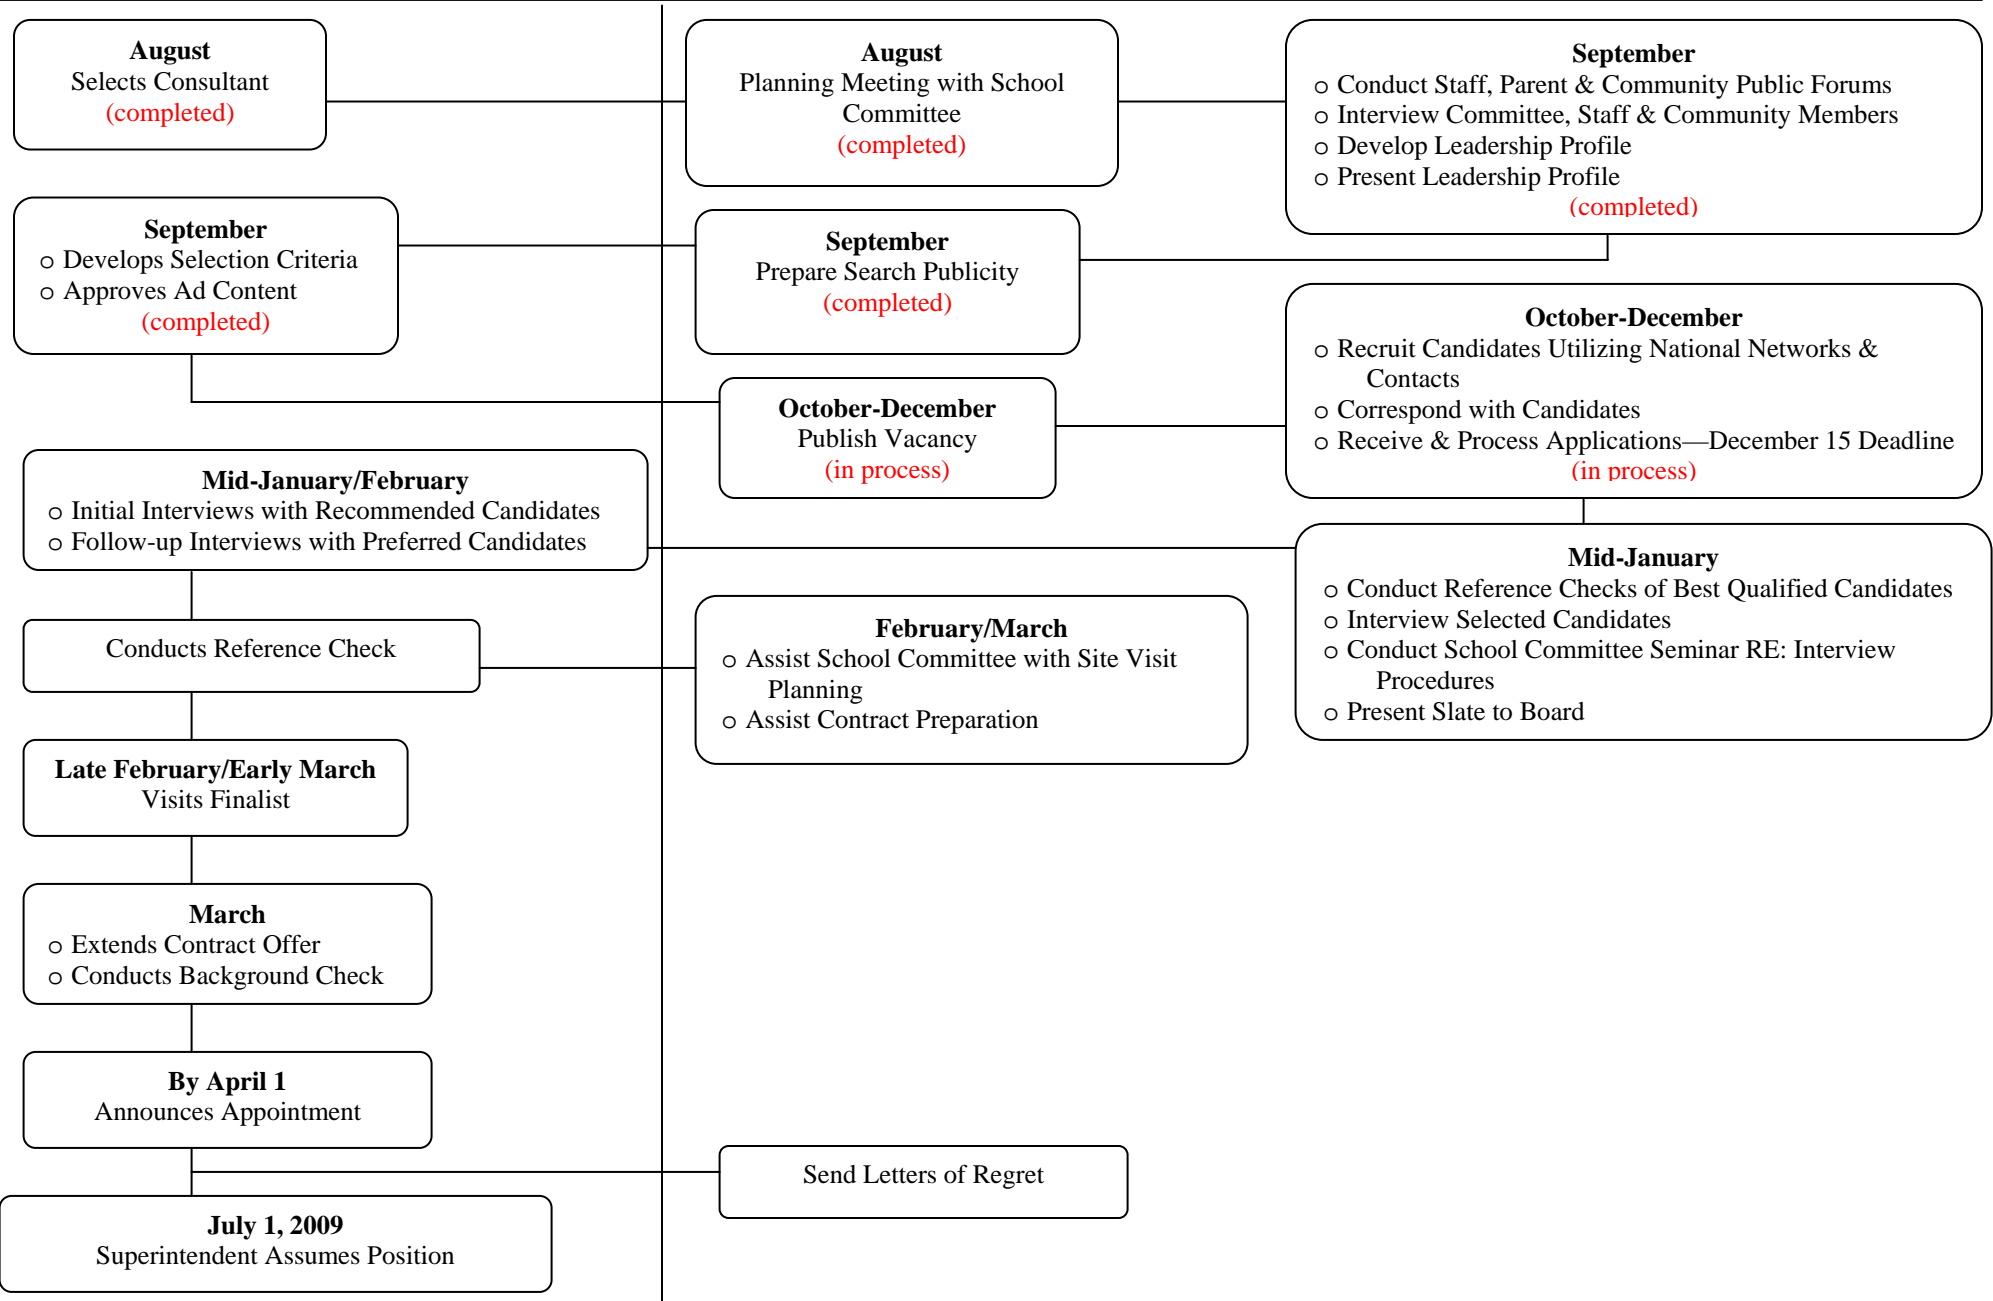 August
Selects Consultant
(completed)
August
Planning Meeting with School
Committee
(completed)
September
o Conduct Staff, Parent & Community Public Forums
o Interview Committee, Staff & Community Members
o Develop Leadership Profile
o Present Leadership Profile
(completed)
September
o Develops Selection Criteria
o Approves Ad Content
(completed)
September
Prepare Search Publicity
(completed)
October-December
Publish Vacancy
(in process)
October-December
o Recruit Candidates Utilizing National Networks &
Contacts
o Correspond with Candidates
o Receive & Process Applications—December 15 Deadline
(in process)
Mid-January/February
o Initial Interviews with Recommended Candidates
o Follow-up Interviews with Preferred Candidates
Mid-January
o Conduct Reference Checks of Best Qualified Candidates
o Interview Selected Candidates
o Conduct School Committee Seminar RE: Interview
Procedures
o Present Slate to Board
Conducts Reference Check
February/March
o Assist School Committee with Site Visit
Planning
o Assist Contract Preparation
Late February/Early March
Visits Finalist
March
o Extends Contract Offer
o Conducts Background Check
By April 1
Announces Appointment
Send Letters of Regret
July 1, 2009
Superintendent Assumes Position